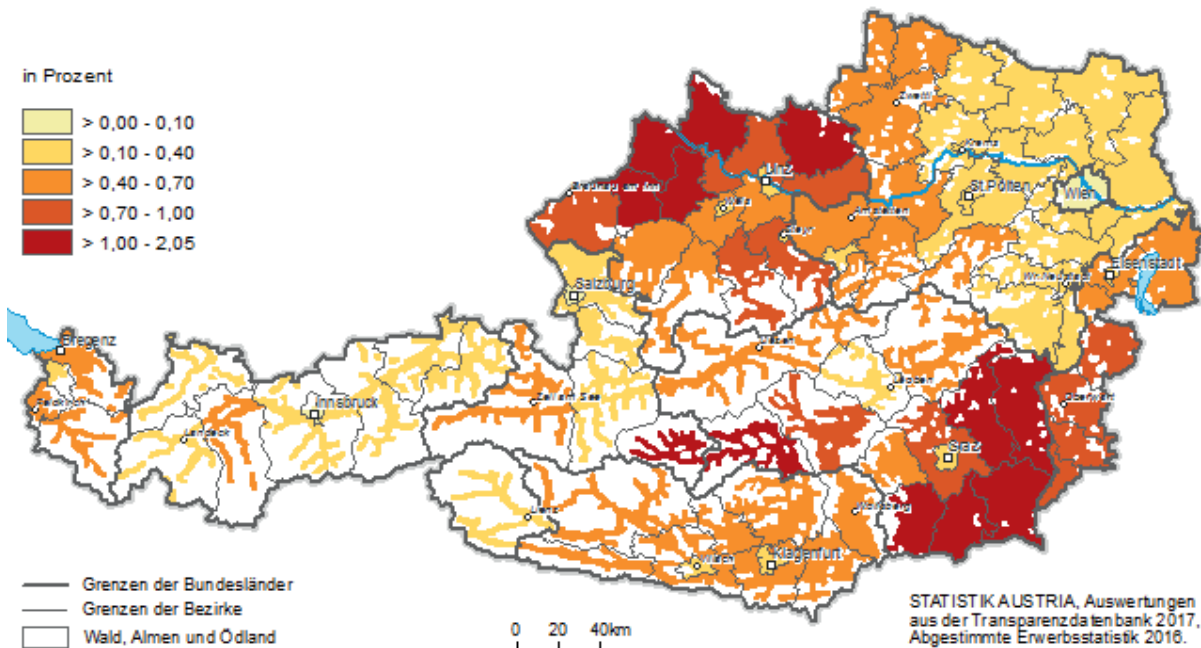 in Prozent
> 0,00 - 0,10
> 0,10 - 0,40
> 0,40 - 0,70
> 0,70 - 1,00
> 1,00 - 2,05
Zwettl
Krems
Linz
St.Pölten
Wien
Wels
Amstetten
Steyr
Eisenstadt
Salzburg
Bregenz
Liezen
Feldkirch
Innsbruck
Zell am See
Leoben
Oberwart
Landeck
Graz
Lienz
Wolfsberg
Villach
Klagenfurt
Grenzen der Bundesländer
Grenzen der Bezirke
Wald, Almen und Ödland
0 20 40km
STATISTIK AUSTRIA, Auswertungen
aus der Transparenzdatenbank 2017,
Abgestimmte Erwerbsstatistik 2016.